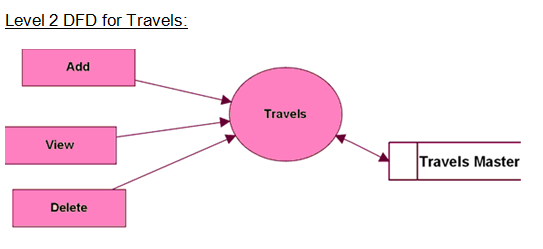 Level 2 DFD for Travels:
Add
Travels
View
Travels Master
Delete